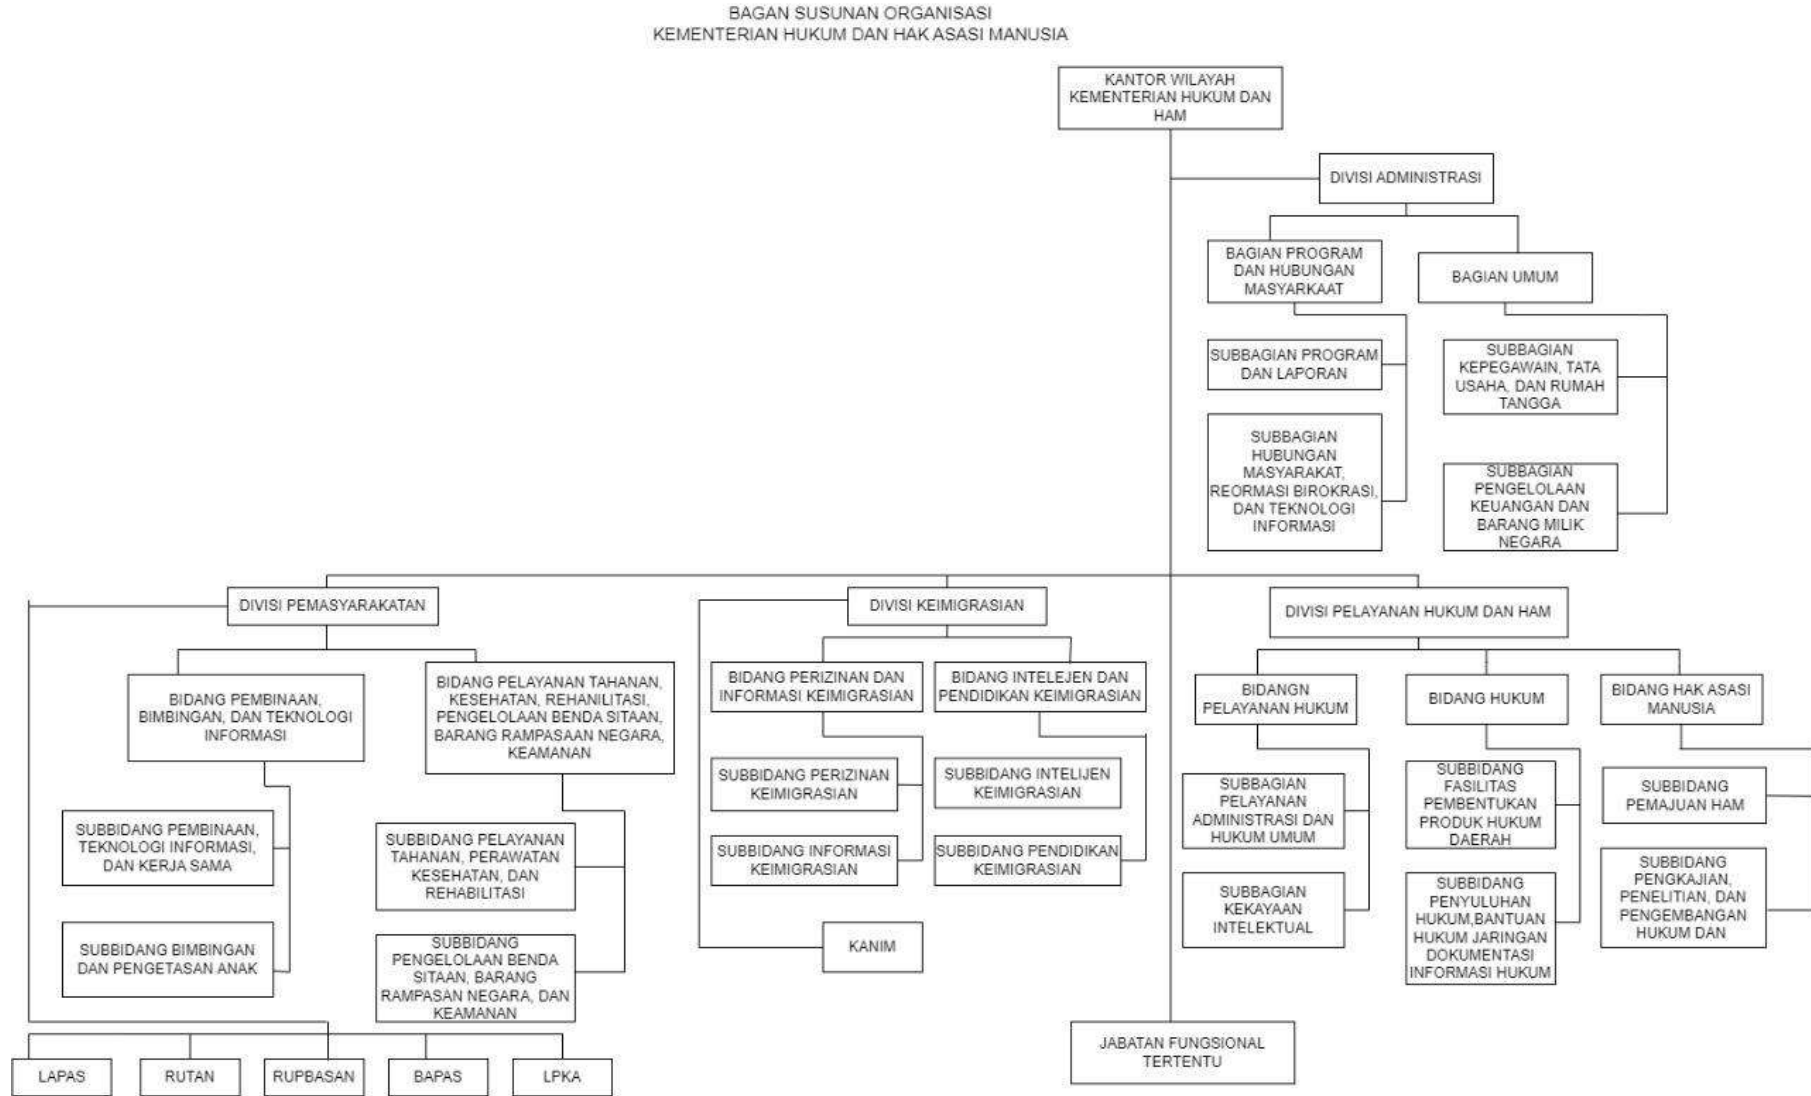 BAGAN SUSUNAN ORGANISASI
KEMENTERIAN HUKUM DAN HAK ASASI MANUSIA
KANTOR WILAYAH
KEMENTERIAN HUKUM DAN
HAM
DIVISI ADMINISTRASI
BAGIAN PROGRAM
DAN HUBUNGAN
MASYARKAAT
BAGIAN UMUM
SUBBAGIAN PROGRAM
DAN LAPORAN
SUBBAGIAN
KEPEGAWAIN, TATA
USAHA, DAN RUMAH
TANGGA
SUBBAGIAN
HUBUNGAN
MASYARAKAT,
REORMASI BIROKRASI,
DAN TEKNOLOGI
INFORMASI
SUBBAGIAN
PENGELOLAAN
KEUANGAN DAN
BARANG MILIK
NEGARA
DIVISI PEMASYARAKATAN
DIVISI KEIMIGRASIAN
DIVISI PELAYANAN HUKUM DAN HAM
BIDANG PEMBINAAN,
BIMBINGAN, DAN TEKNOLOGI
INFORMASI
BIDANG PELAYANAN TAHANAN,
KESEHATAN, REHANILITASI,
PENGELOLAAN BENDA SITAAN,
BARANG RAMPASAAN NEGARA,
KEAMANAN
BIDANG PERIZINAN DAN
INFORMASI KEIMIGRASIAN
BIDANG INTELEJEN DAN
PENDIDIKAN KEIMIGRASIAN
BIDANGN
PELAYANAN HUKUM
BIDANG HUKUM
BIDANG HAK ASASI
MANUSIA
SUBBIDANG PEMBINAAN,
TEKNOLOGI INFORMASI,
DAN KERJA SAMA
SUBBIDANG PELAYANAN
TAHANAN, PERAWATAN
KESEHATAN, DAN
REHABILITASI
SUBBIDANG PERIZINAN
KEIMIGRASIAN
SUBBIDANG INTELIJEN
KEIMIGRASIAN
SUBBAGIAN
PELAYANAN
ADMINISTRASI DAN
HUKUM UMUM
SUBBIDANG
FASILITAS
PEMBENTUKAN
PRODUK HUKUM
DAERAH
SUBBIDANG
PEMAJUAN HAM
SUBBIDANG BIMBINGAN
DAN PENGETASAN ANAK
SUBBIDANG
PENGELOLAAN BENDA
SITAAN, BARANG
RAMPASAN NEGARA, DAN
KEAMANAN
SUBBIDANG INFORMASI
KEIMIGRASIAN
SUBBIDANG PENDIDIKAN
KEIMIGRASIAN
SUBBAGIAN
KEKAYAAN
INTELEKTUAL
SUBBIDANG
PENYULUHAN
HUKUM,BANTUAN
HUKUM JARINGAN
DOKUMENTASI
INFORMASI HUKUM
SUBBIDANG
PENGKAJIAN,
PENELITIAN, DAN
PENGEMBANGAN
HUKUM DAN
KANIM
JABATAN FUNGSIONAL
TERTENTU
LAPAS
RUTAN
RUPBASAN
BAPAS
LPKA